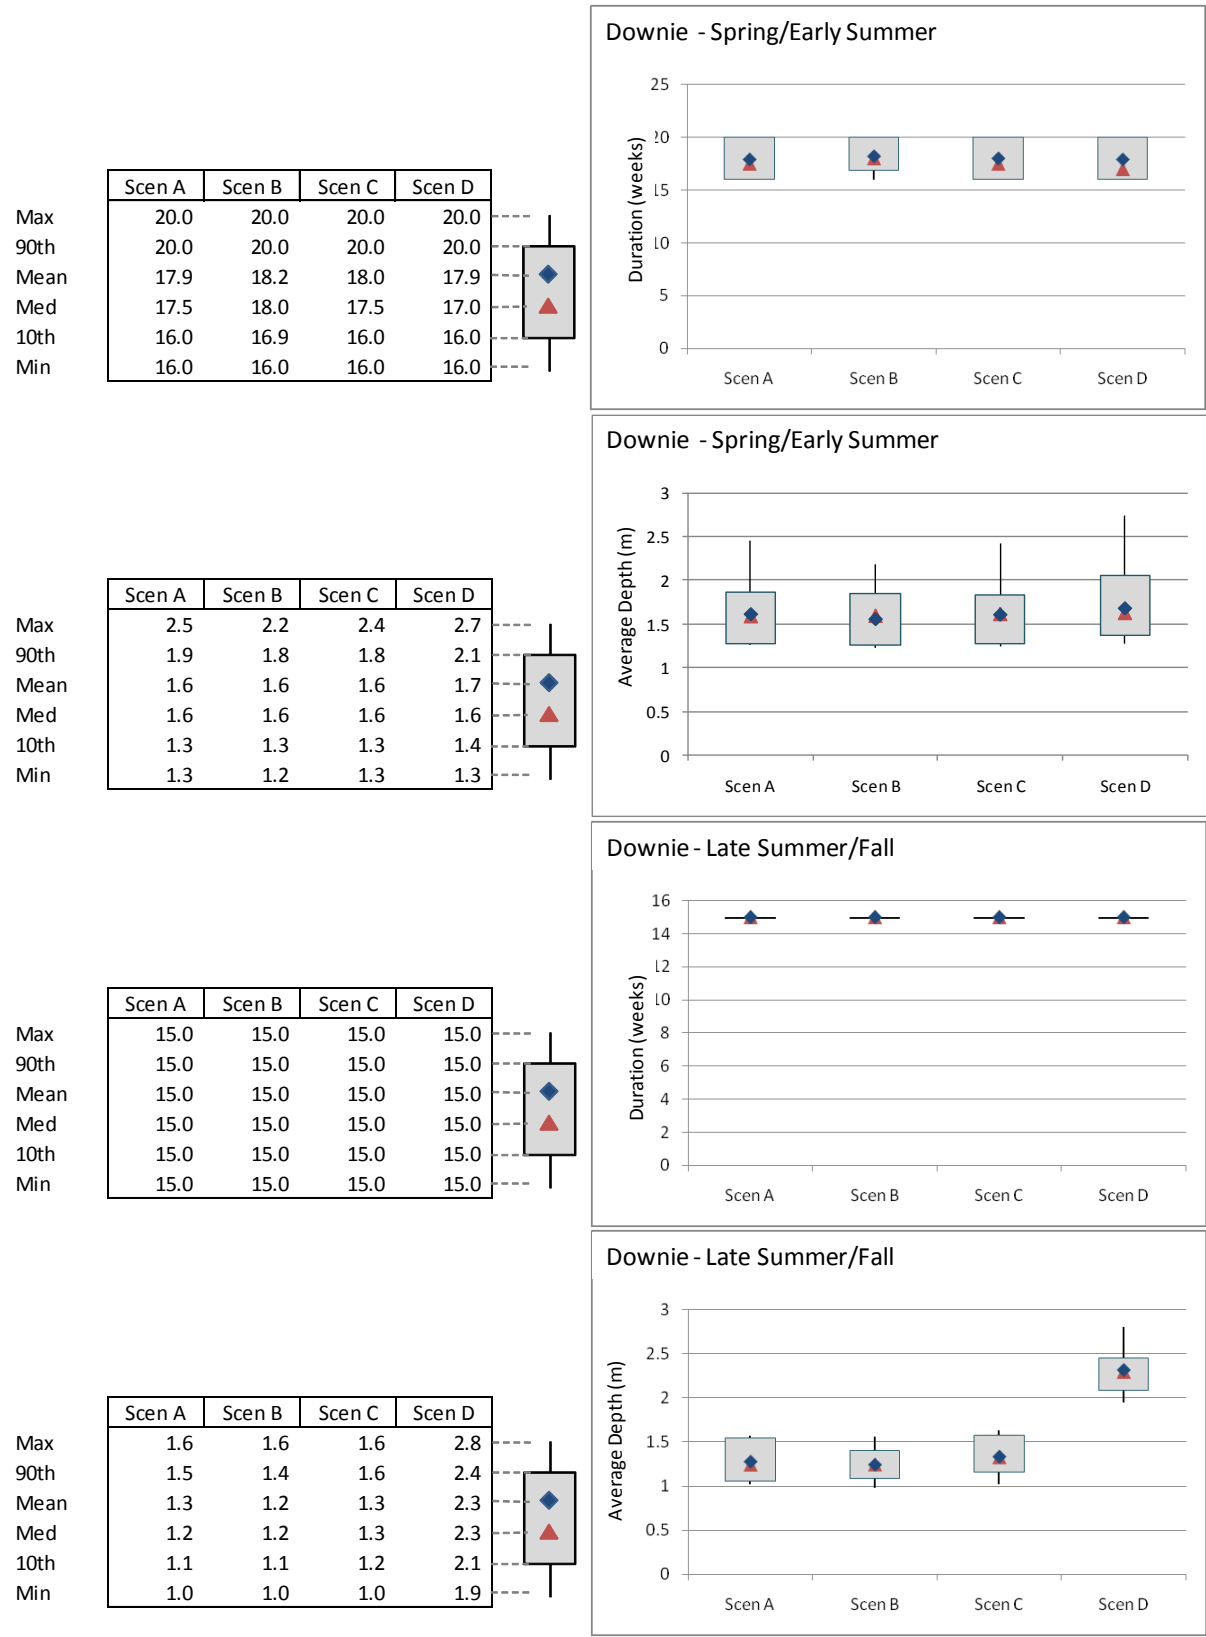 Downie - Spring/Early Summer
Scen A Scen B Scen C Scen D
Max 20.0 20.0 20.0 20.0
90th 20.0 20.0 20.0 20.0
Mean 17.9 18.2 18.0 17.9
Med 17.5 18.0 17.5 17.0
10th 16.0 16.9 16.0 16.0
Min 16.0 16.0 16.0 16.0
Duration (weeks)
25
20
15
10
5
0
Scen A Scen B Scen C Scen D
Downie - Spring/Early Summer
Scen A Scen B Scen C Scen D
Max 2.5 2.2 2.4 2.7
90th 1.9 1.8 1.8 2.1
Mean 1.6 1.6 1.6 1.7
Med 1.6 1.6 1.6 1.6
10th 1.3 1.3 1.3 1.4
Min 1.3 1.2 1.3 1.3
Average Depth (m)
3
2.5
2
1.5
1
0.5
0
Scen A Scen B Scen C Scen D
Downie - Late Summer/Fall
Scen A Scen B Scen C Scen D
Max 15.0 15.0 15.0 15.0
90th 15.0 15.0 15.0 15.0
Mean 15.0 15.0 15.0 15.0
Med 15.0 15.0 15.0 15.0
10th 15.0 15.0 15.0 15.0
Min 15.0 15.0 15.0 15.0
Duration (weeks)
16
14
12
10
8
6
4
2
0
Scen A Scen B Scen C Scen D
Downie - Late Summer/Fall
Scen A Scen B Scen C Scen D
Max 1.6 1.6 1.6 2.8
90th 1.5 1.4 1.6 2.4
Mean 1.3 1.2 1.3 2.3
Med 1.2 1.2 1.3 2.3
10th 1.1 1.1 1.2 2.1
Min 1.0 1.0 1.0 1.9
Average Depth (m)
3
2.5
2
1.5
1
0.5
0
Scen A Scen B Scen C Scen D